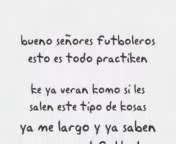 bueno señores futboleros
esto es todo practiken
ke ya veran komo si les
salen este tipo de kosas
ya me largo y ya saben